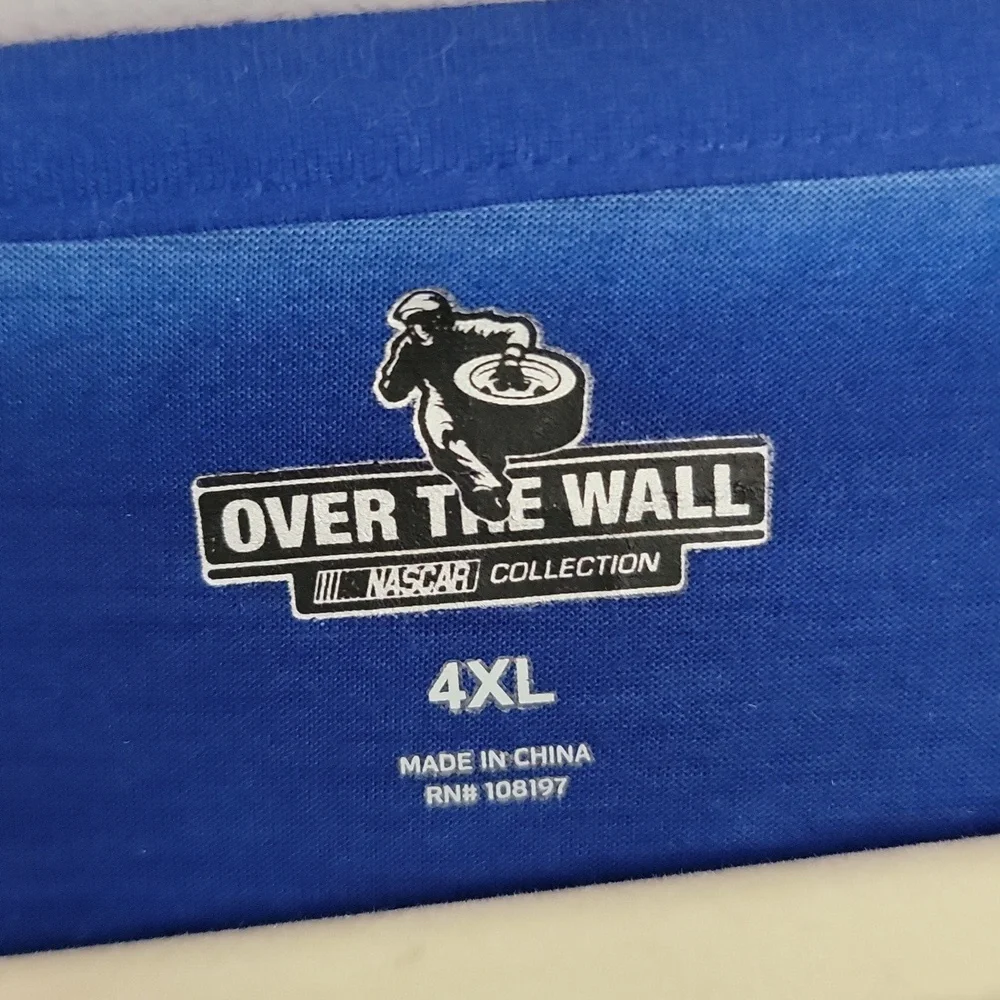 OVER THE WALL
NASCAR COLLECTION
4XL
MADE IN CHINA
RN# 108197